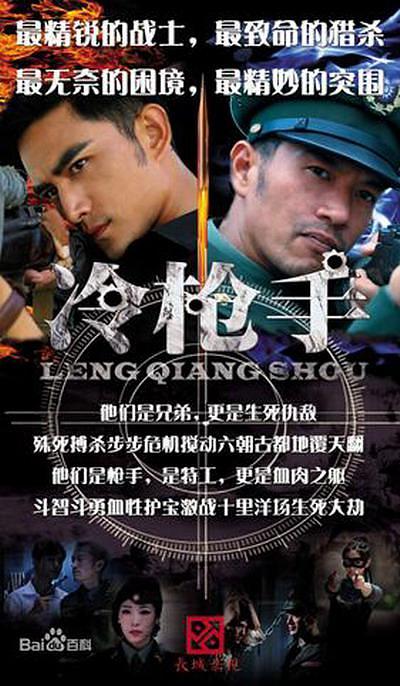 最精锐的战士，最致命的猎杀
最无奈的困境，最精妙的突围
冷枪手
LENG QIANG SHOU
他们是兄弟，更是生死仇敌
殊死搏杀步步危机搅动六朝古都地覆天翻
他们是枪手，是特工，更是血肉之躯
斗智斗勇血性护宝激战十里洋场生死大劫
Bai du 百科
长城影视